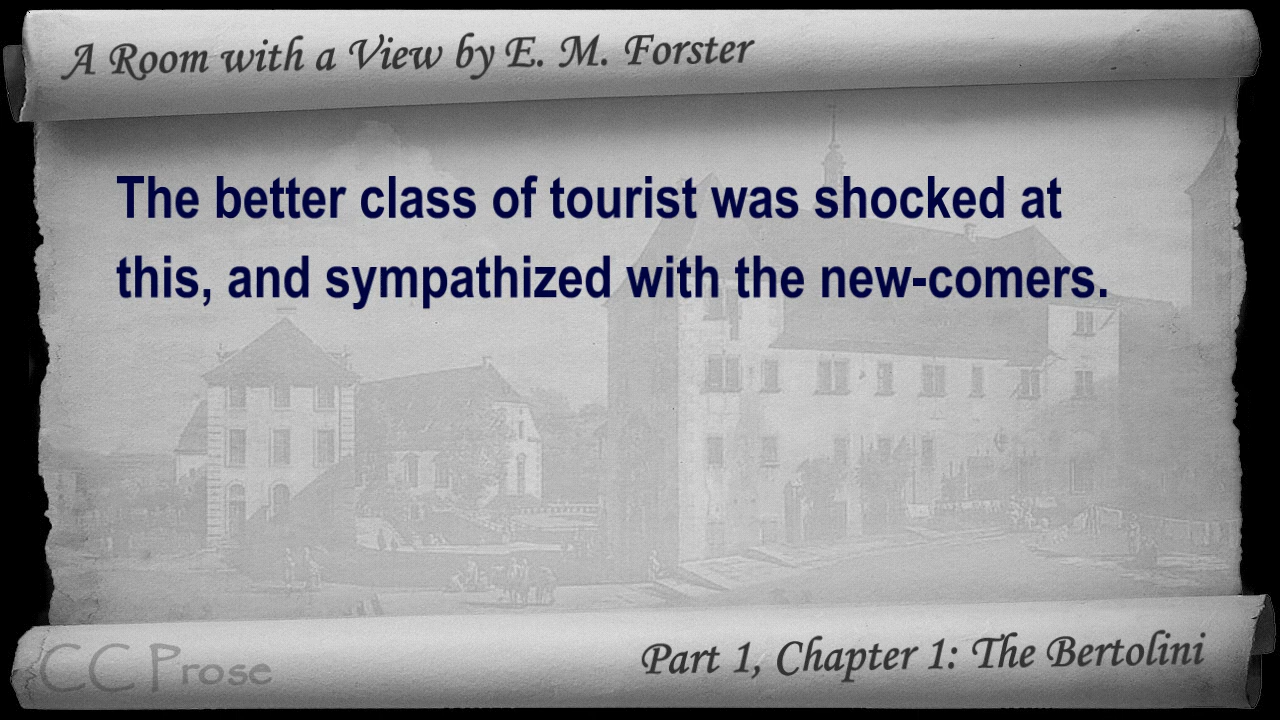 A Room with a View by E. M. Forster
The better class of tourist was shocked at
this, and sympathized with the new-comers.
CC Prose
Part 1, Chapter 1: The Bertolini